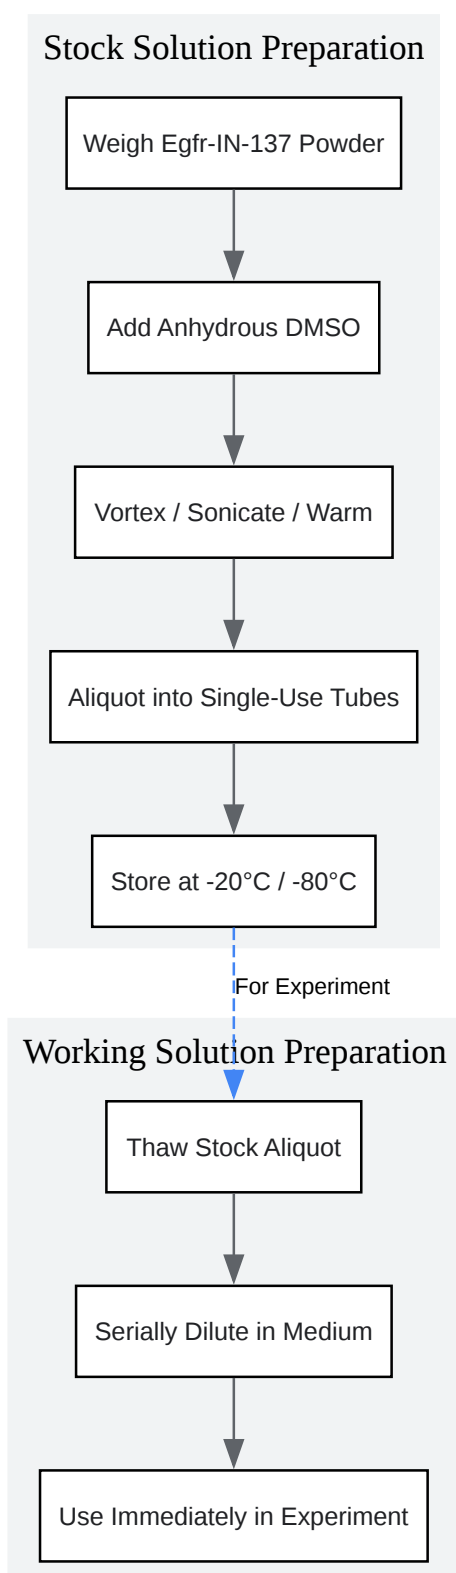 Stock Solution Preparation
Weigh Egfr-IN-137 Powder
Add Anhydrous DMSO
Vortex / Sonicate / Warm
Aliquot into Single-Use Tubes
Store at -20°C / -80°C
For Experiment
Working Solution Preparation
Thaw Stock Aliquot
Serially Dilute in Medium
Use Immediately in Experiment